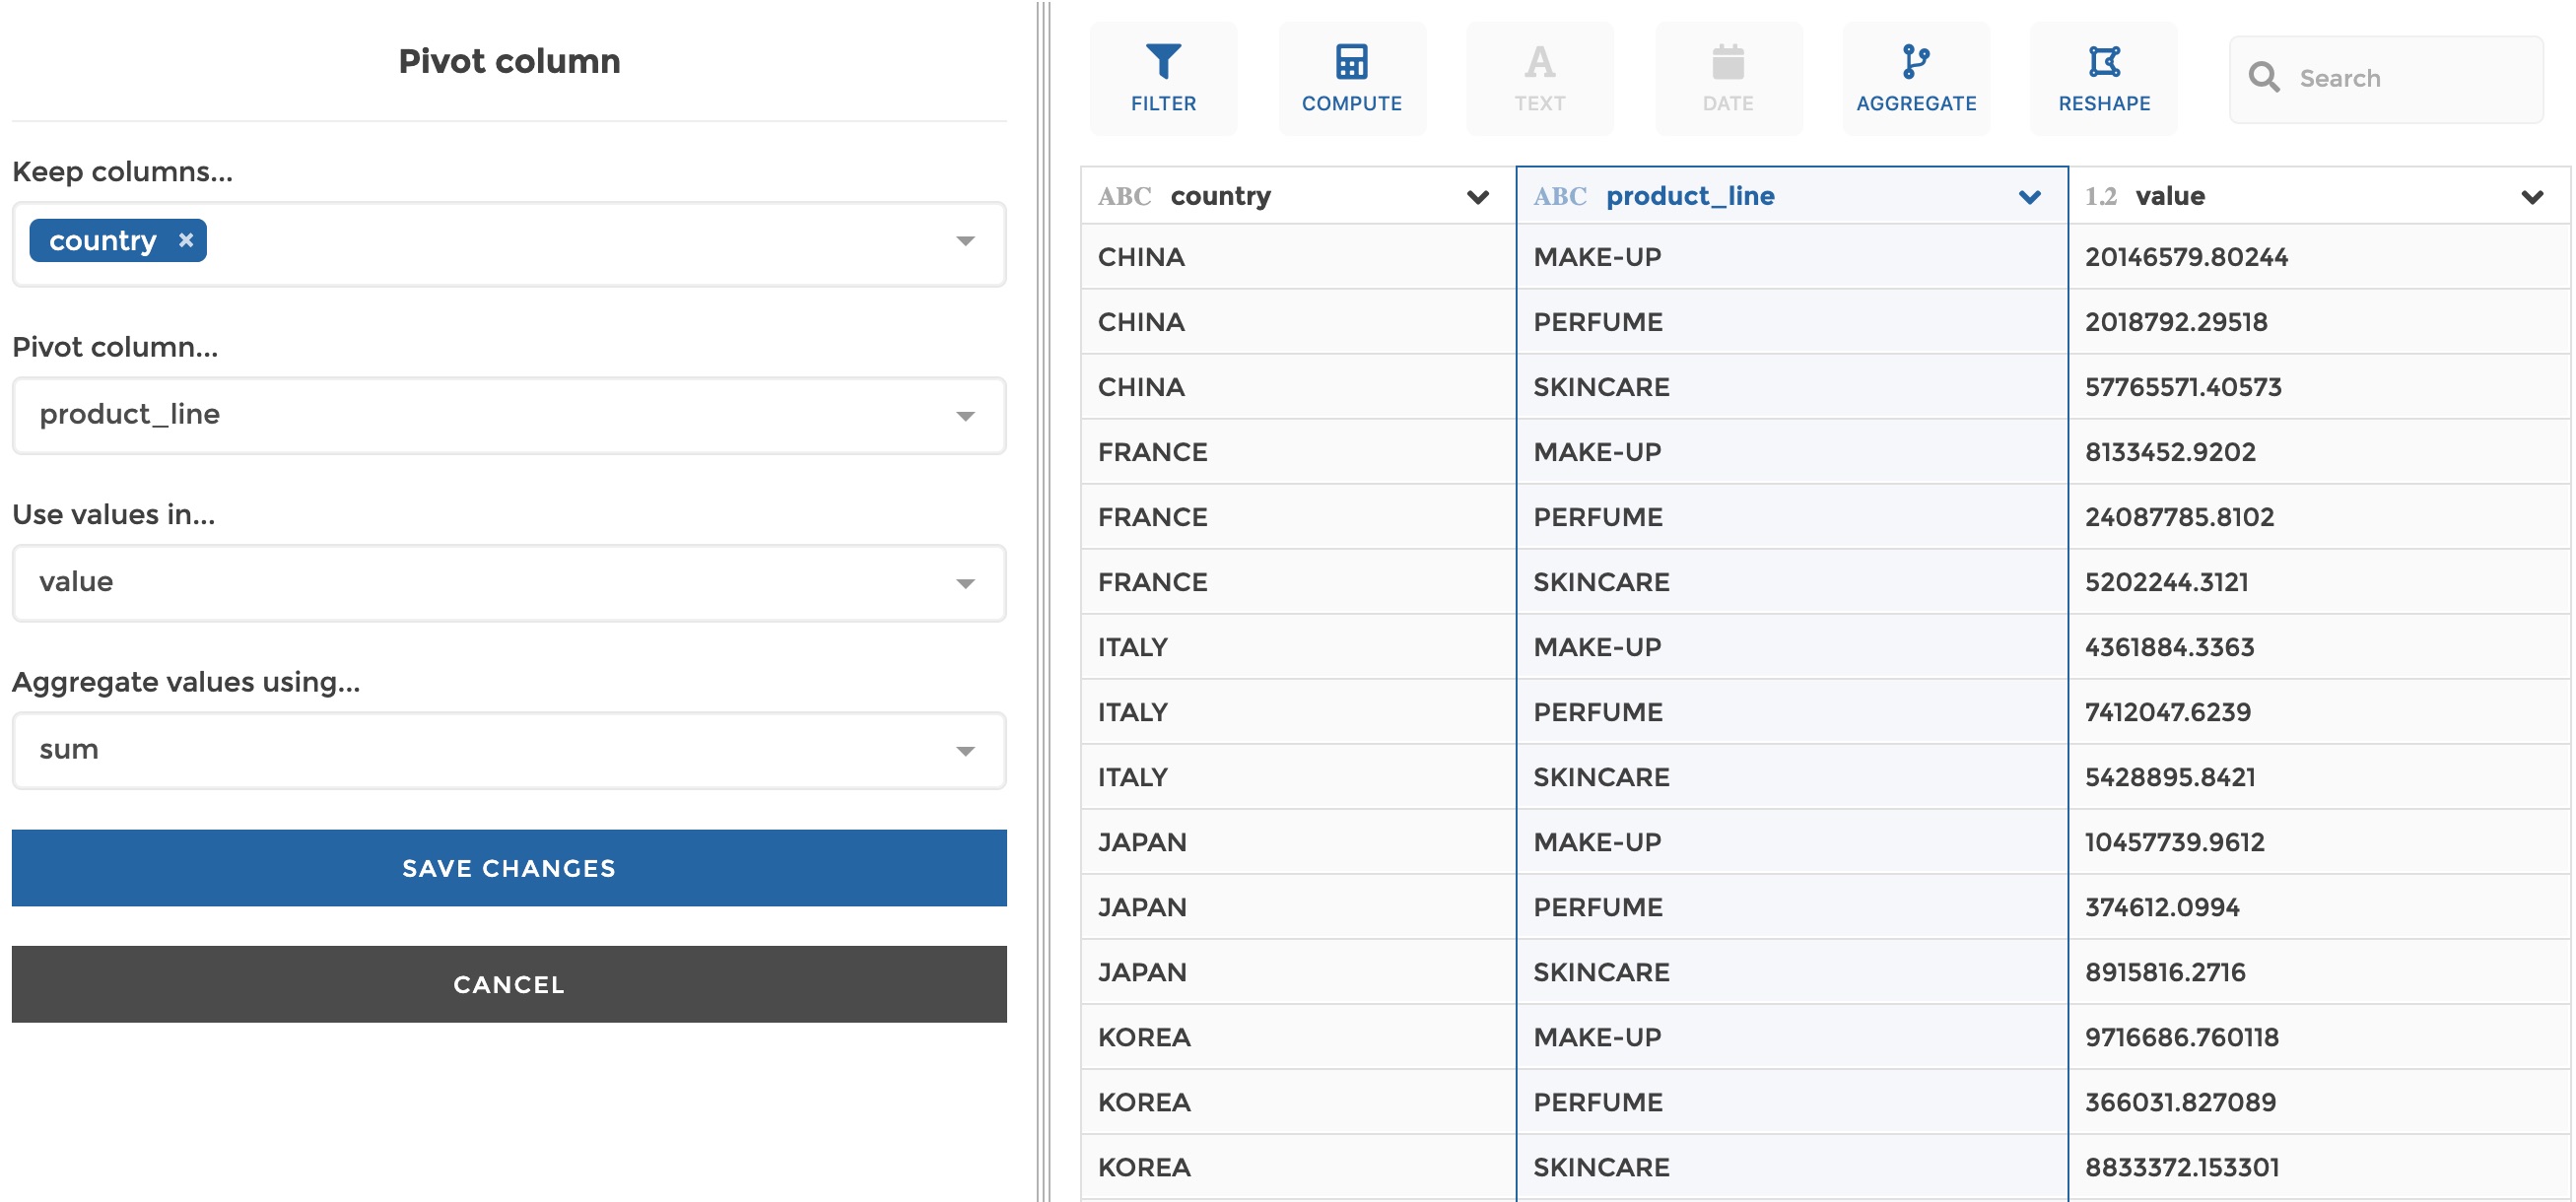 Pivot column
Keep columns...
country ×
Pivot column...
product_line
Use values in...
value
Aggregate values using...
sum
SAVE CHANGES
CANCEL
FILTER COMPUTE TEXT DATE AGGREGATE RESHAPE Search
ABC country ABC product_line 1.2 value
CHINA MAKE-UP 20146579.80244
CHINA PERFUME 2018792.29518
CHINA SKINCARE 57765571.40573
FRANCE MAKE-UP 8133452.9202
FRANCE PERFUME 24087785.8102
FRANCE SKINCARE 5202244.3121
ITALY MAKE-UP 4361884.3363
ITALY PERFUME 7412047.6239
ITALY SKINCARE 5428895.8421
JAPAN MAKE-UP 10457739.9612
JAPAN PERFUME 374612.0994
JAPAN SKINCARE 8915816.2716
KOREA MAKE-UP 9716686.760118
KOREA PERFUME 366031.827089
KOREA SKINCARE 8833372.153301